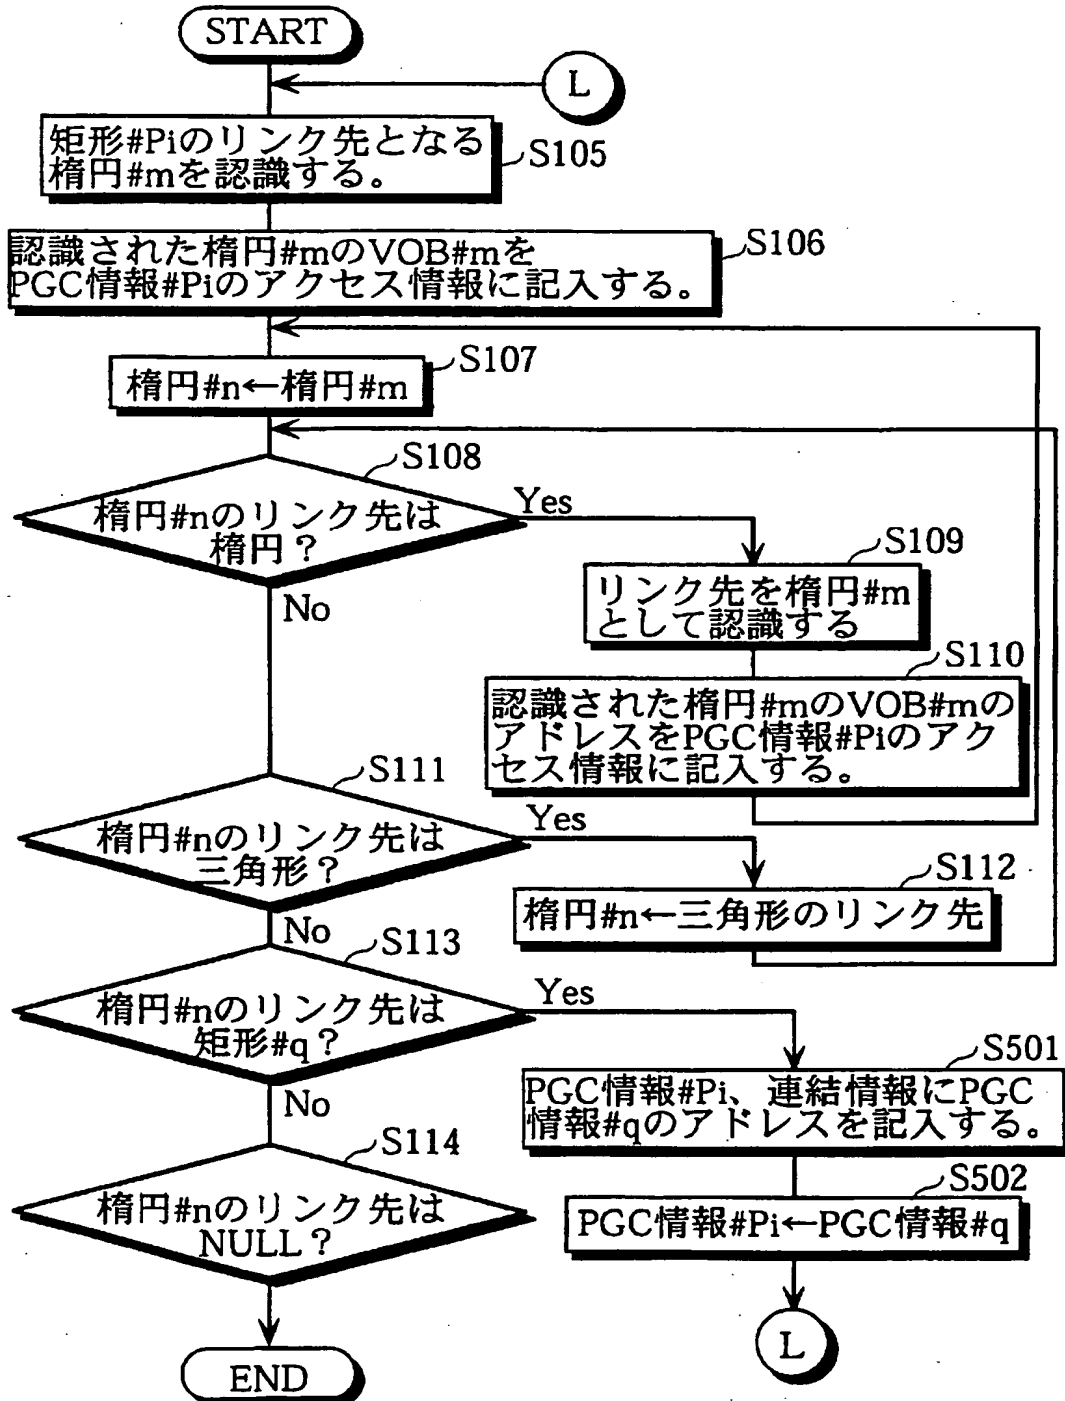 START
L
矩形#Piのリンク先となる
楕円#mを認識する。
S105
認識された楕円#mのVOB#mを
PGC情報#Piのアクセス情報に記入する。
S106
楕円#n←楕円#m
S107
S108
楕円#nのリンク先は
楕円？
Yes
No
S109
リンク先を楕円#m
として認識する
S110
認識された楕円#mのVOB#mの
アドレスをPGC情報#Piのアク
セス情報に記入する。
S111
楕円#nのリンク先は
三角形？
Yes
No
S112
楕円#n←三角形のリンク先
S113
楕円#nのリンク先は
矩形#q？
Yes
No
S501
PGC情報#Pi、連結情報にPGC
情報#qのアドレスを記入する。
S114
楕円#nのリンク先は
NULL？
S502
PGC情報#Pi←PGC情報#q
L
END